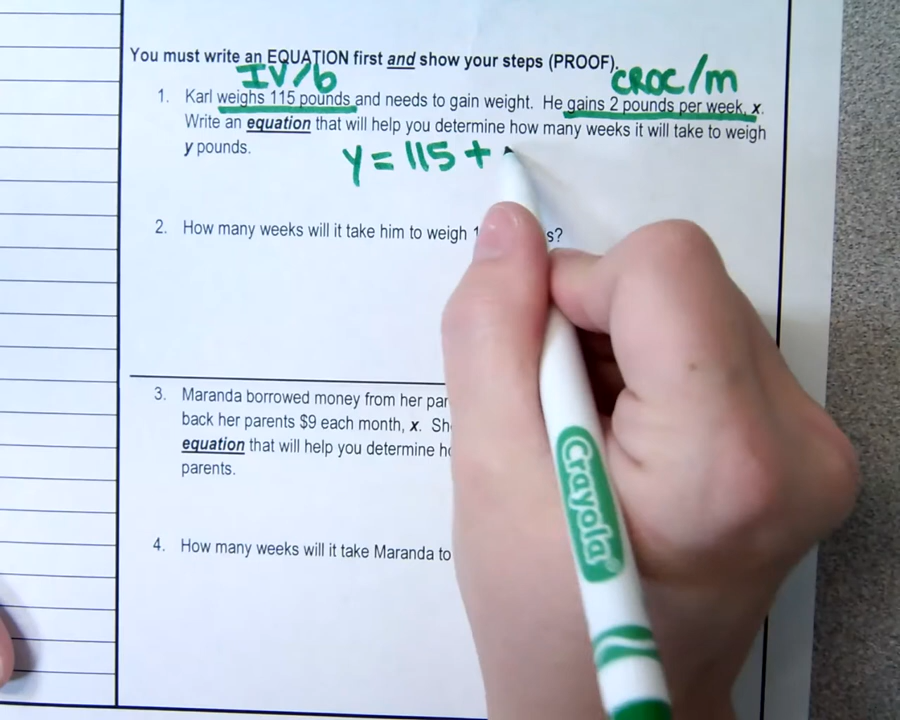 You must write an EQUATION first and show your steps (PROOF).
IV/b CROC/m
1. Karl weighs 115 pounds and needs to gain weight. He gains 2 pounds per week, x.
Write an equation that will help you determine how many weeks it will take to weigh
y pounds.
y = 115 +
2. How many weeks will it take him to weigh
3. Maranda borrowed money from her
back her parents $9 each month, x.
equation that will help you determine
parents.
4. How many weeks will it take Maranda to
Crayola